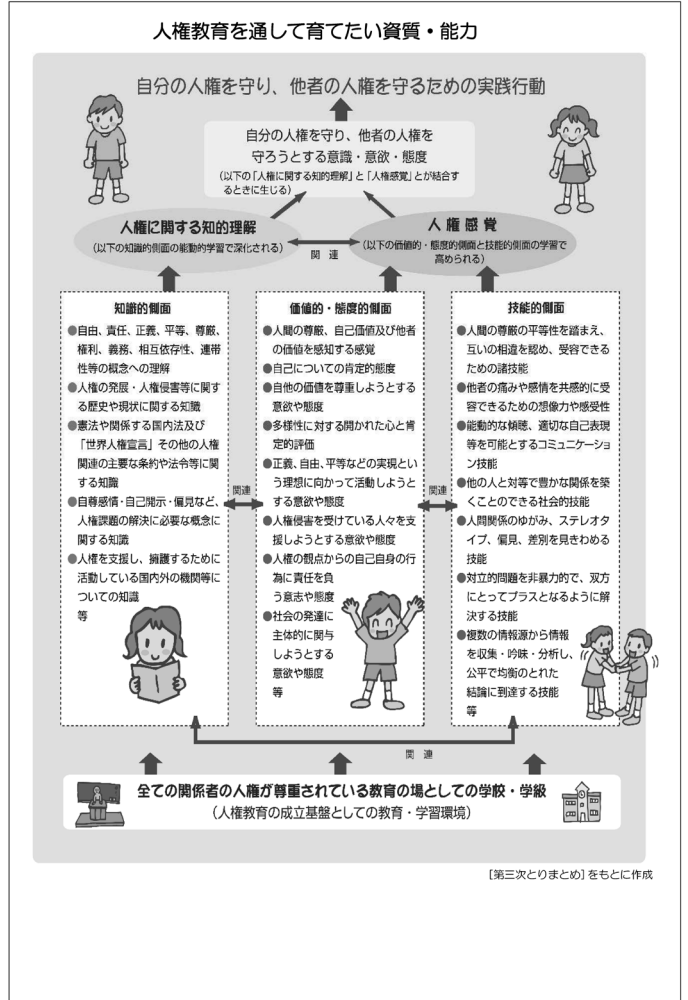 人権教育を通して育てたい資質・能力
自分の人権を守り、他者の人権を守るための実践行動
自分の人権を守り、他者の人権を
守ろうとする意識・意欲・態度
(以下の「人権に関する知的理解」と「人権感覚」とが結合す
るときに生じる)
人権に関する知的理解
(以下の知識的側面の能動的学習で深化される)
関連
人権感覚
(以下の価値的・態度的側面と技能的側面の学習で
高められる)
知識的側面
●自由、責任、正義、平等、尊厳、
権利、義務、相互依存性、連帯
性等の概念への理解
●人権の発展・人権侵害等に関す
る歴史や現状に関する知識
●憲法や関係する国内法及び
「世界人権宣言」その他の人権
関連の主要な条約や法令等に関
する知識
●自尊感情・自己開示・偏見など、
人権課題の解決に必要な概念に
関する知識
●人権を支援し、擁護するために
活動している国内外の機関等に
ついての知識
等
関連
価値的・態度的側面
●人間の尊厳、自己価値及び他者
の価値を感知する感覚
●自己についての肯定的態度
●自他の価値を尊重しようとする
意欲や態度
●多様性に対する開かれた心と肯
定的評価
●正義、自由、平等などの実現とい
う理想に向かって活動しようと
する意欲や態度
●人権侵害を受けている人々を支
援しようとする意欲や態度
●人権の観点からの自己自身の行
為に責任を負
う意志や態度
●社会の発達に
主体的に関与
しようとする
意欲や態度
等
関連
技能的側面
●人間の尊厳の平等性を踏まえ、
互いの相違を認め、受容できる
ための諸技能
●他者の痛みや感情を共感的に受
容できるための想像力や感受性
●能動的な傾聴、適切な自己表現
等を可能とするコミュニケーショ
ン技能
●他の人と対等で豊かな関係を築
くことのできる社会的技能
●人間関係のゆがみ、ステレオタ
イプ、偏見、差別を見きわめる
技能
●対立的問題を非暴力的で、双方
にとってプラスとなるように解
決する技能
●複数の情報源から情報
を収集・吟味・分析し、
公平で均衡のとれた
結論に到達する技能
等
関連
全ての関係者の人権が尊重されている教育の場としての学校・学級
(人権教育の成立基盤としての教育・学習環境)
[第三次とりまとめ]をもとに作成